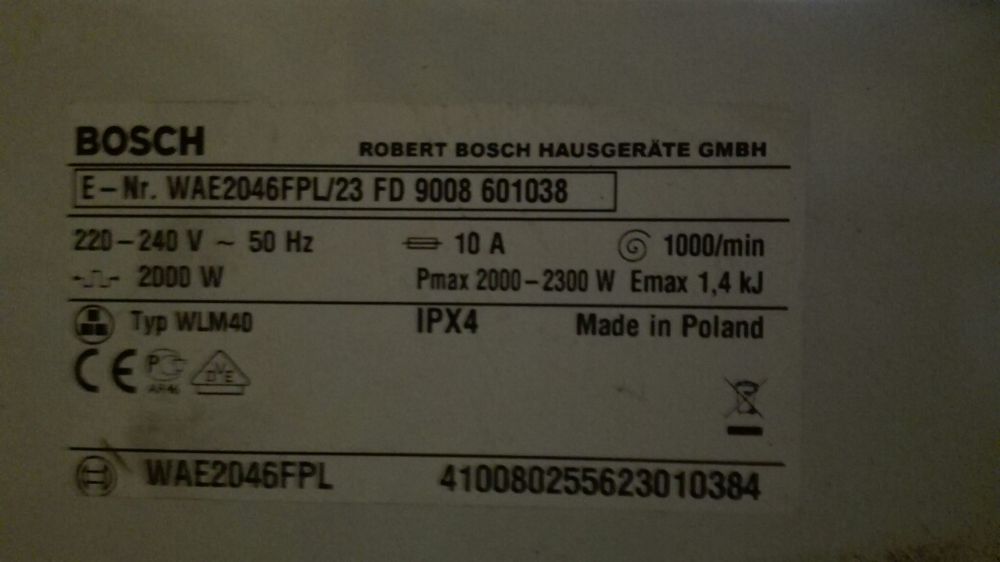 BOSCH ROBERT BOSCH HAUSGERÄTE GMBH
E-Nr. WAE2046FPL/23 FD 9008 601038
220-240 V ~ 50 Hz 10 A 1000/min
2000 W Pmax 2000-2300 W Emax 1,4 kJ
Typ WLM40 IPX4 Made in Poland
CE DVE
WAE2046FPL 410080255623010384